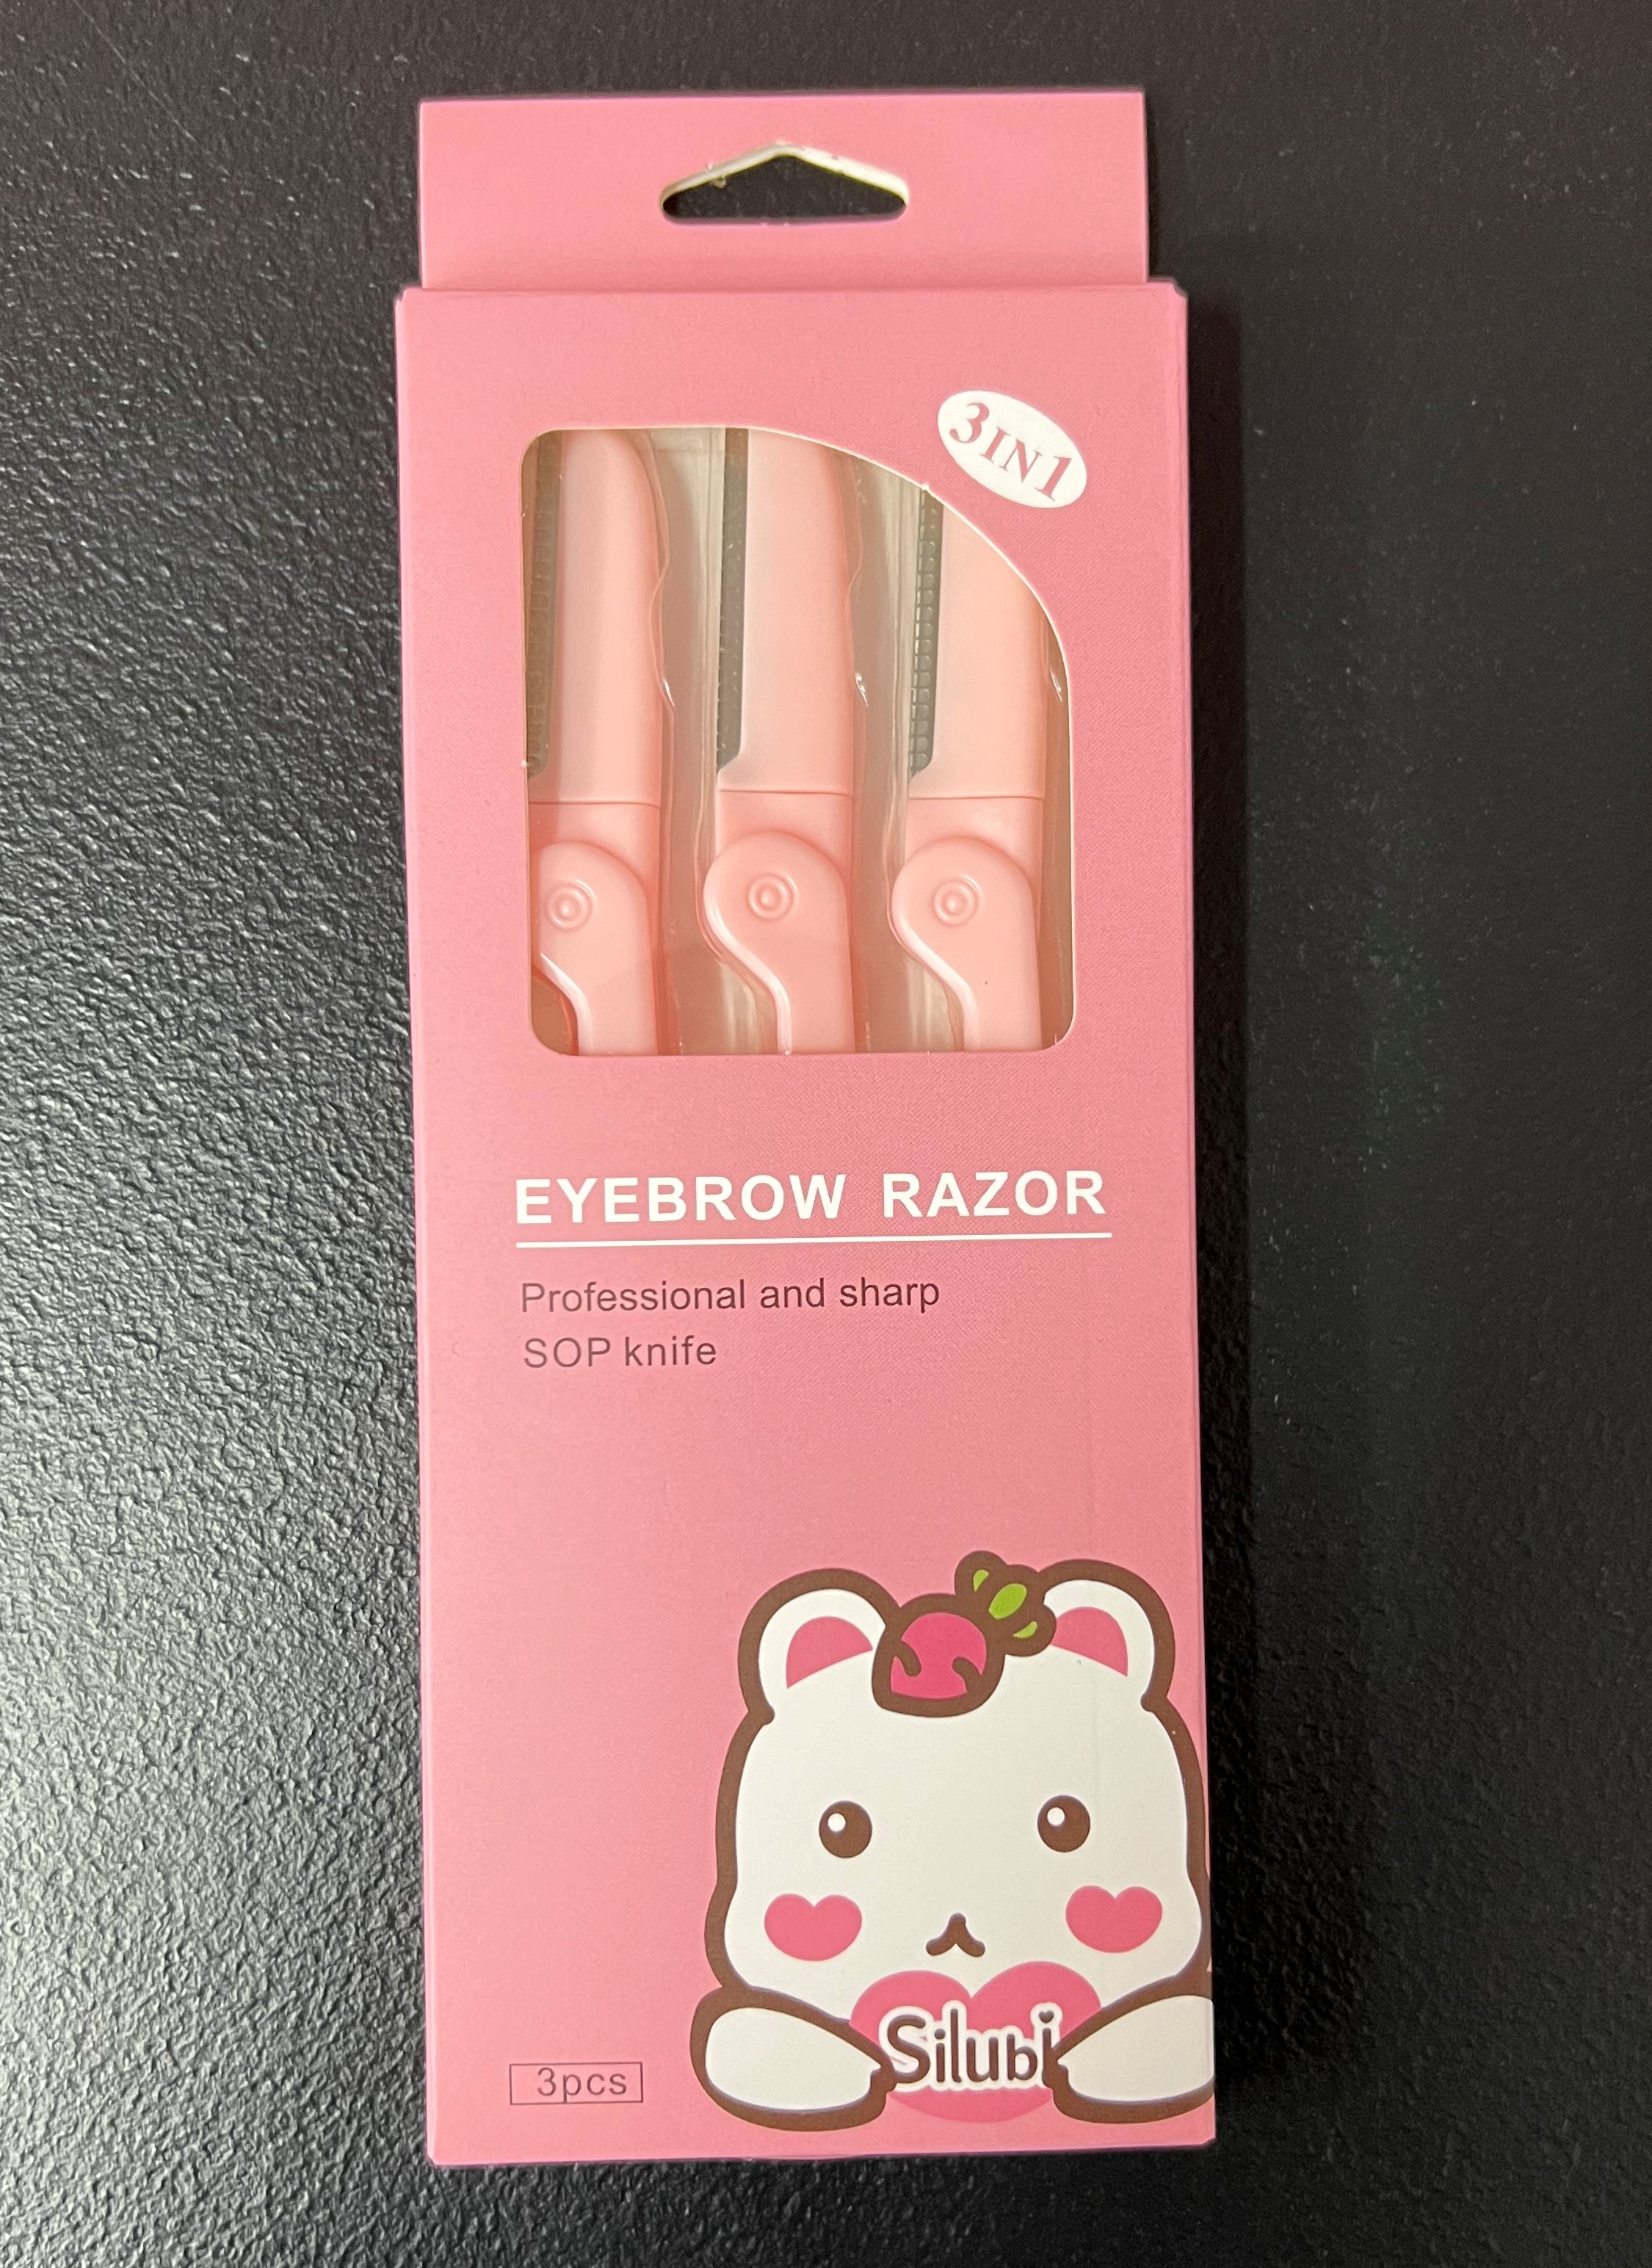 3IN1
EYEBROW RAZOR
Professional and sharp
SOP knife
Silubi
3pcs